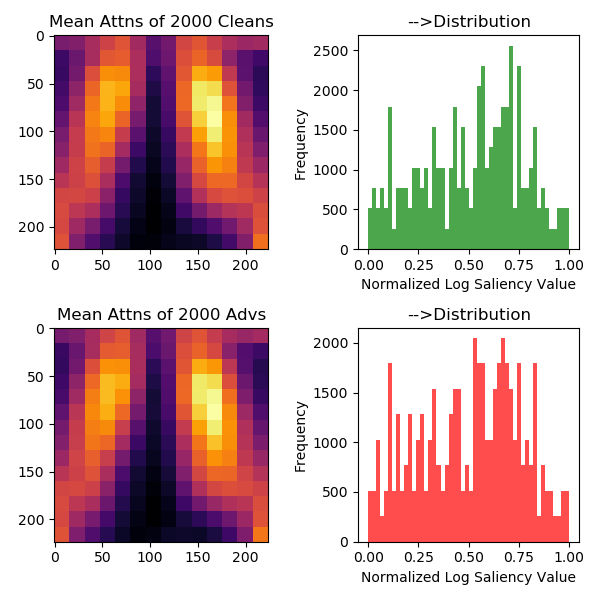 Mean Attns of 2000 Cleans
0
50
100
150
200
0 50 100 150 200
-->Distribution
Frequency
2500
2000
1500
1000
500
0
0.00 0.25 0.50 0.75 1.00
Normalized Log Saliency Value
Mean Attns of 2000 Advs
0
50
100
150
200
0 50 100 150 200
-->Distribution
Frequency
2000
1500
1000
500
0
0.00 0.25 0.50 0.75 1.00
Normalized Log Saliency Value